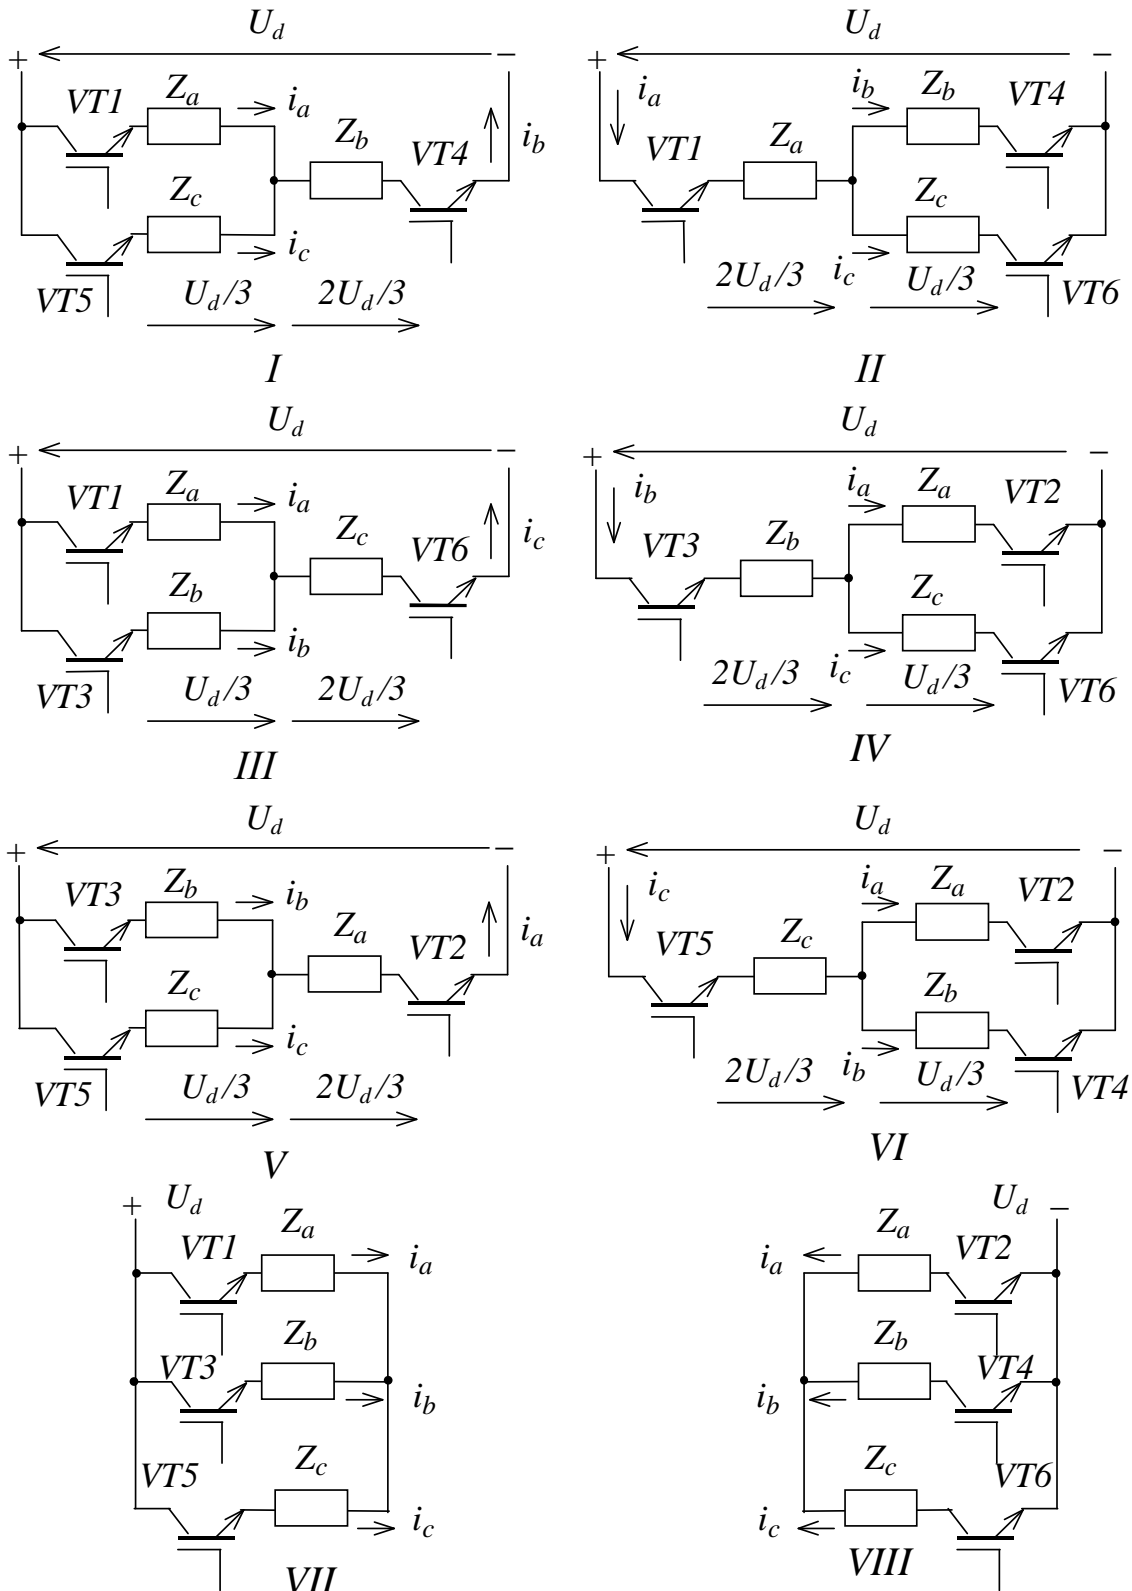 U_d
+ −
VT1 Z_a i_a
Z_b VT4 i_b
Z_c i_c
VT5 U_d/3 2U_d/3
I
U_d
+ −
i_a i_b Z_b VT4
VT1 Z_a
Z_c
2U_d/3 i_c U_d/3 VT6
II
U_d
+ −
VT1 Z_a i_a
Z_c VT6 i_c
Z_b i_b
VT3 U_d/3 2U_d/3
III
U_d
+ −
i_b i_a Z_a VT2
VT3 Z_b
Z_c
2U_d/3 i_c U_d/3 VT6
IV
U_d
+ −
VT3 Z_b i_b
Z_a VT2 i_a
Z_c i_c
VT5 U_d/3 2U_d/3
V
U_d
+ −
i_c i_a Z_a VT2
VT5 Z_c
Z_b
2U_d/3 i_b U_d/3 VT4
VI
+ U_d
VT1 Z_a i_a
VT3 Z_b i_b
VT5 Z_c i_c
VII
U_d −
i_a Z_a VT2
i_b Z_b VT4
i_c Z_c VT6
VIII